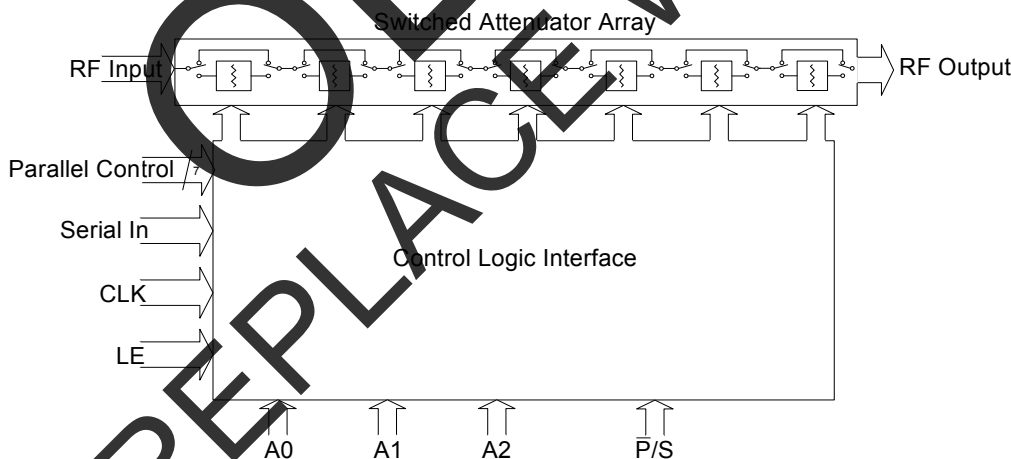 Switched Attenuator Array
RF Input
RF Output
Parallel Control
7
Serial In
Control Logic Interface
CLK
LE
A0
A1
A2
P̅/S